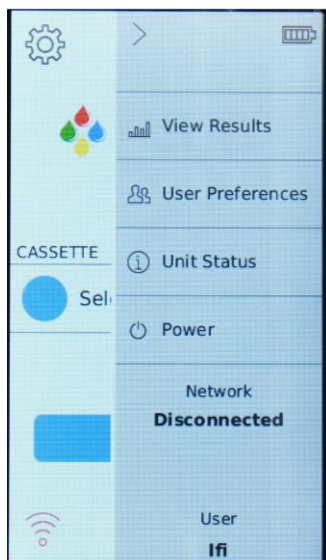 View Results
User Preferences
CASSETTE
Unit Status
Sel
Power
Network
Disconnected
User
Ifi